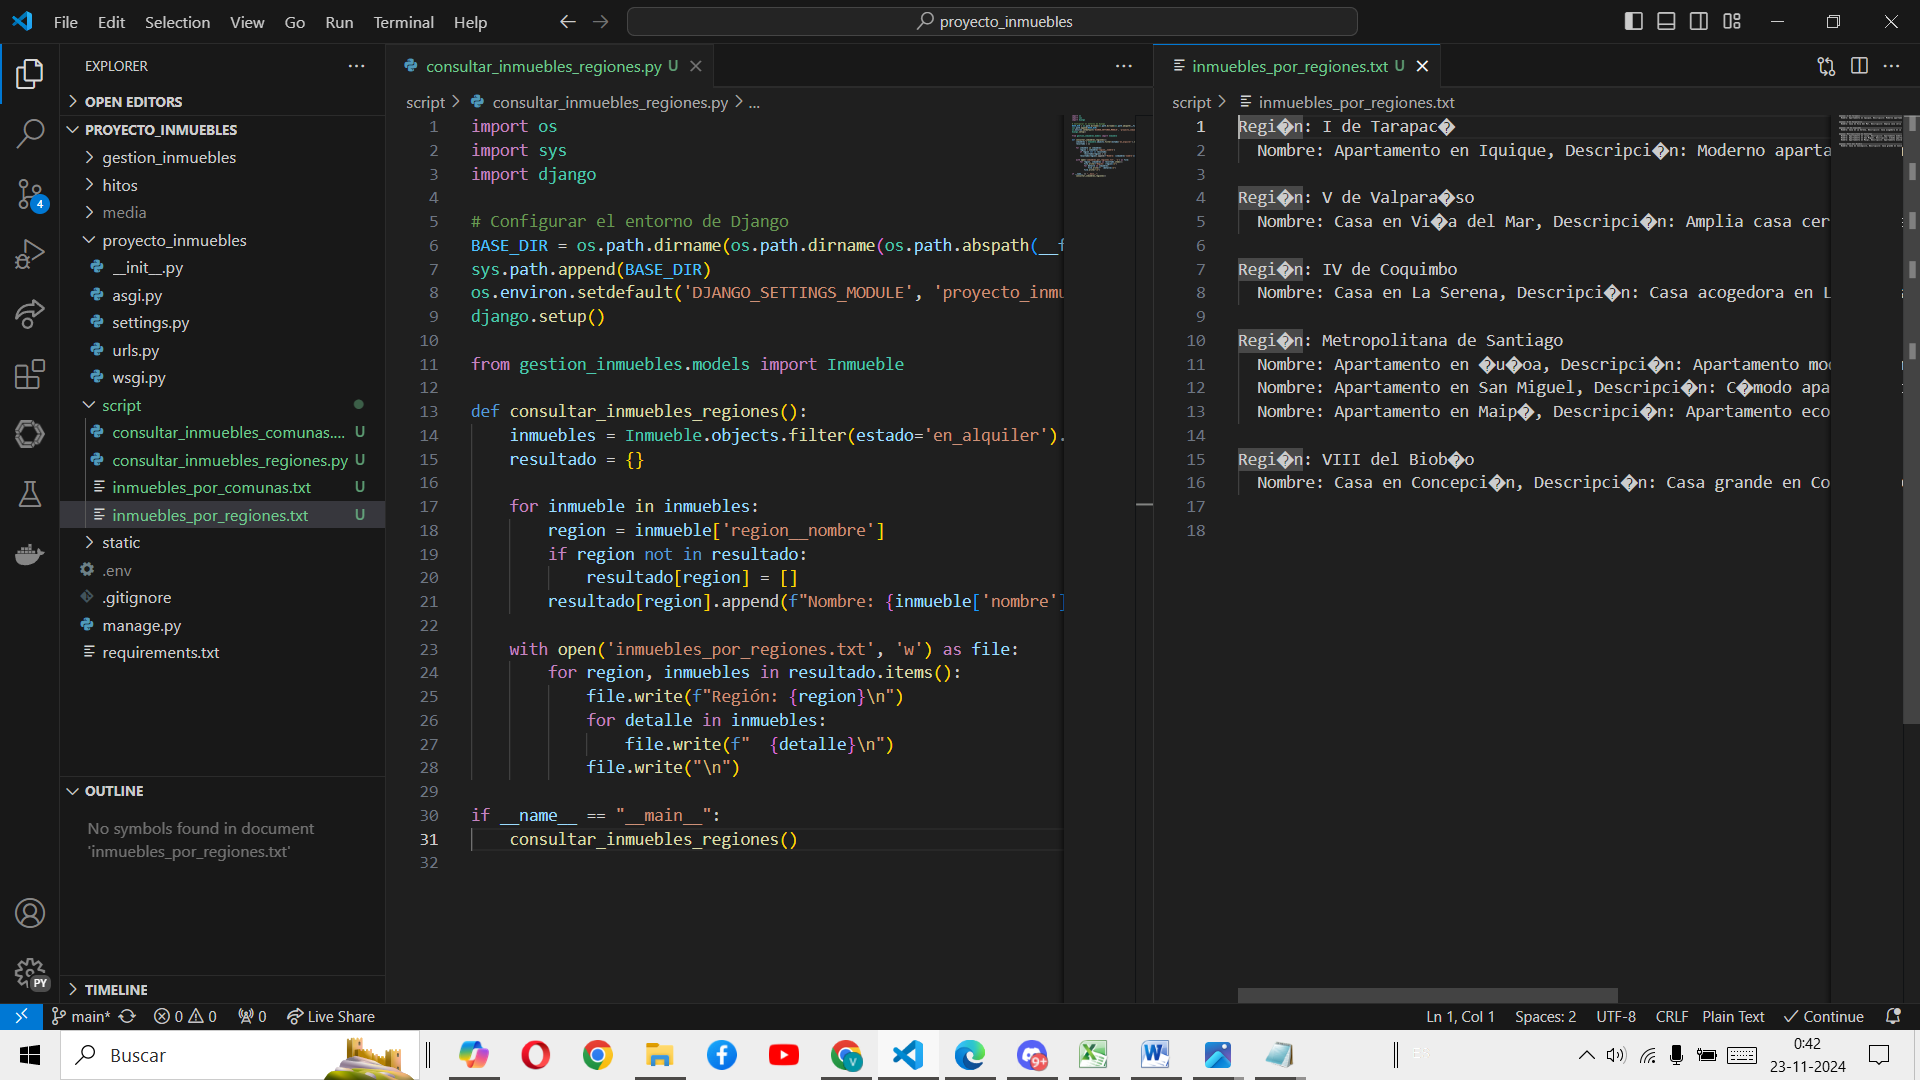 File Edit Selection View Go Run Terminal Help
proyecto_inmuebles
EXPLORER
OPEN EDITORS
PROYECTO_INMUEBLES
gestion_inmuebles
hitos
media
proyecto_inmuebles
__init__.py
asgi.py
settings.py
urls.py
wsgi.py
script
consultar_inmuebles_comunas.... U
consultar_inmuebles_regiones.py U
inmuebles_por_comunas.txt U
inmuebles_por_regiones.txt U
static
.env
.gitignore
manage.py
requirements.txt
OUTLINE
No symbols found in document
'inmuebles_por_regiones.txt'
TIMELINE
4
PY
consultar_inmuebles_regiones.py U
script > consultar_inmuebles_regiones.py > ...
1 import os
2 import sys
3 import django
4
5 # Configurar el entorno de Django
6 BASE_DIR = os.path.dirname(os.path.dirname(os.path.abspath(__f
7 sys.path.append(BASE_DIR)
8 os.environ.setdefault('DJANGO_SETTINGS_MODULE', 'proyecto_inmu
9 django.setup()
10
11 from gestion_inmuebles.models import Inmueble
12
13 def consultar_inmuebles_regiones():
14 inmuebles = Inmueble.objects.filter(estado='en_alquiler').
15 resultado = {}
16
17 for inmueble in inmuebles:
18 region = inmueble['region__nombre']
19 if region not in resultado:
20 resultado[region] = []
21 resultado[region].append(f"Nombre: {inmueble['nombre']
22
23 with open('inmuebles_por_regiones.txt', 'w') as file:
24 for region, inmuebles in resultado.items():
25 file.write(f"Región: {region}\n")
26 for detalle in inmuebles:
27 file.write(f"  {detalle}\n")
28 file.write("\n")
29
30 if __name__ == "__main__":
31 consultar_inmuebles_regiones()
32
inmuebles_por_regiones.txt U
script > inmuebles_por_regiones.txt
1 Regi�n: I de Tarapac�
2 Nombre: Apartamento en Iquique, Descripci�n: Moderno aparta
3
4 Regi�n: V de Valpara�so
5 Nombre: Casa en Vi�a del Mar, Descripci�n: Amplia casa cer
6
7 Regi�n: IV de Coquimbo
8 Nombre: Casa en La Serena, Descripci�n: Casa acogedora en L
9
10 Regi�n: Metropolitana de Santiago
11 Nombre: Apartamento en �u�oa, Descripci�n: Apartamento mod
12 Nombre: Apartamento en San Miguel, Descripci�n: C�modo apa
13 Nombre: Apartamento en Maip�, Descripci�n: Apartamento eco
14
15 Regi�n: VIII del Biob�o
16 Nombre: Casa en Concepci�n, Descripci�n: Casa grande en Co
17
18
main* 0 0 0 Live Share
Ln 1, Col 1 Spaces: 2 UTF-8 CRLF Plain Text Continue
Buscar
V
9+
0:42
23-11-2024